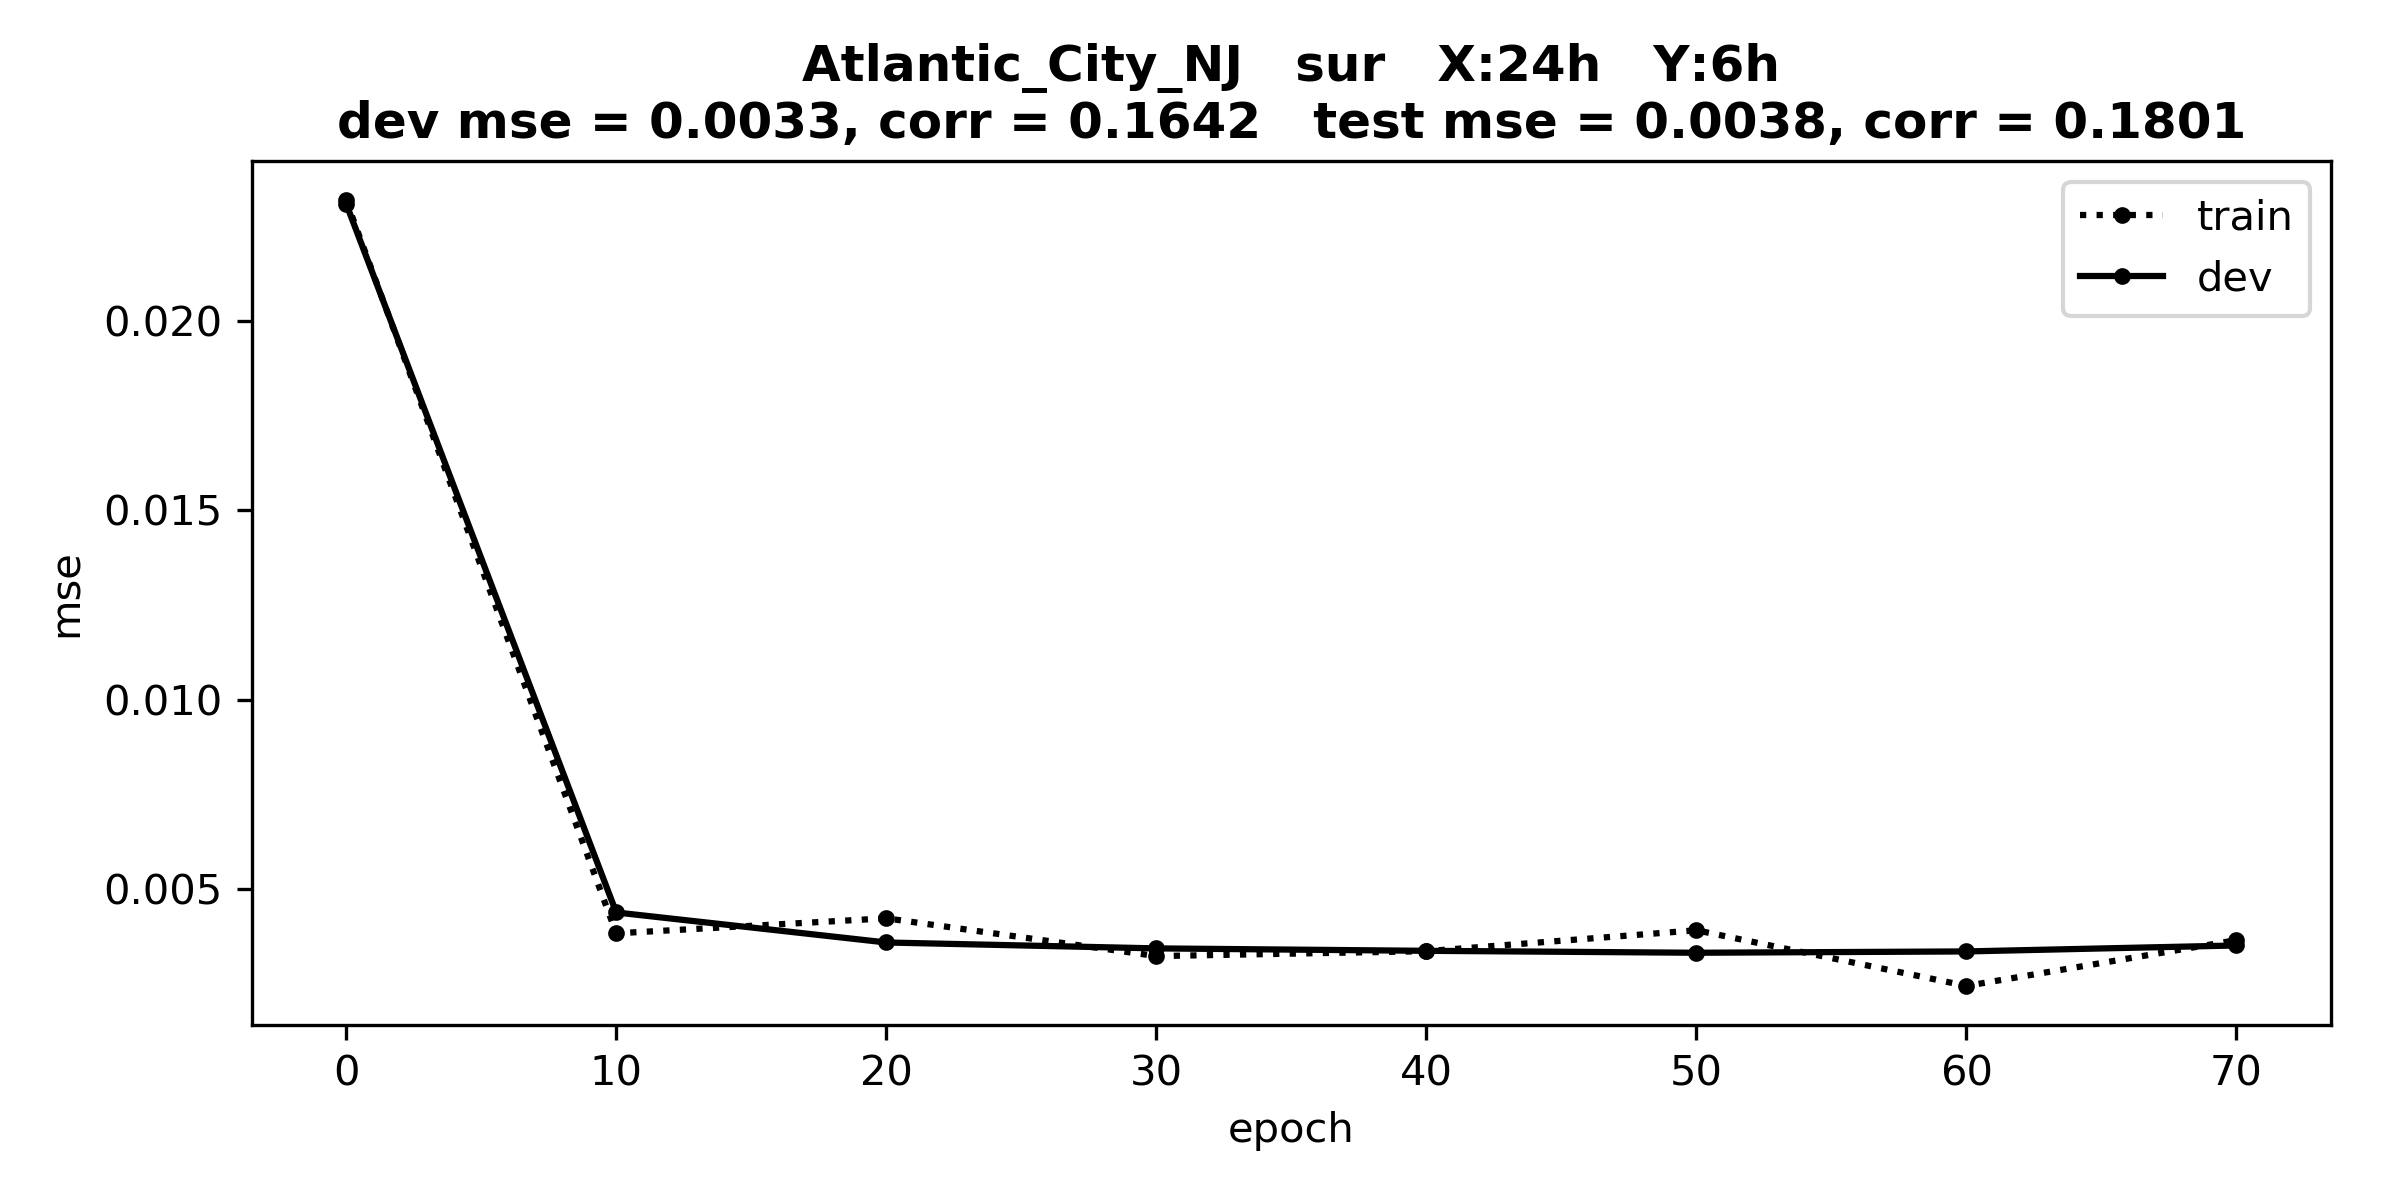 Atlantic_City_NJ   sur   X:24h   Y:6h
dev mse = 0.0033, corr = 0.1642   test mse = 0.0038, corr = 0.1801
train
dev
0.020
0.015
0.010
0.005
mse
0 10 20 30 40 50 60 70
epoch